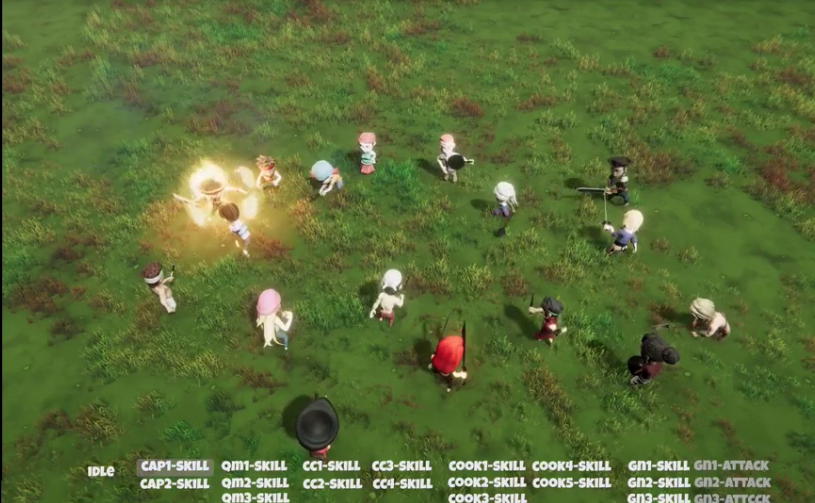 IDLE CAP1-SKILL QM1-SKILL CC1-SKILL CC3-SKILL COOK1-SKILL COOK4-SKILL GN1-SKILL GN1-ATTACK
CAP2-SKILL QM2-SKILL CC2-SKILL CC4-SKILL COOK2-SKILL COOK5-SKILL GN2-SKILL GN2-ATTACK
QM3-SKILL COOK3-SKILL GN3-SKILL GN3-ATTACK